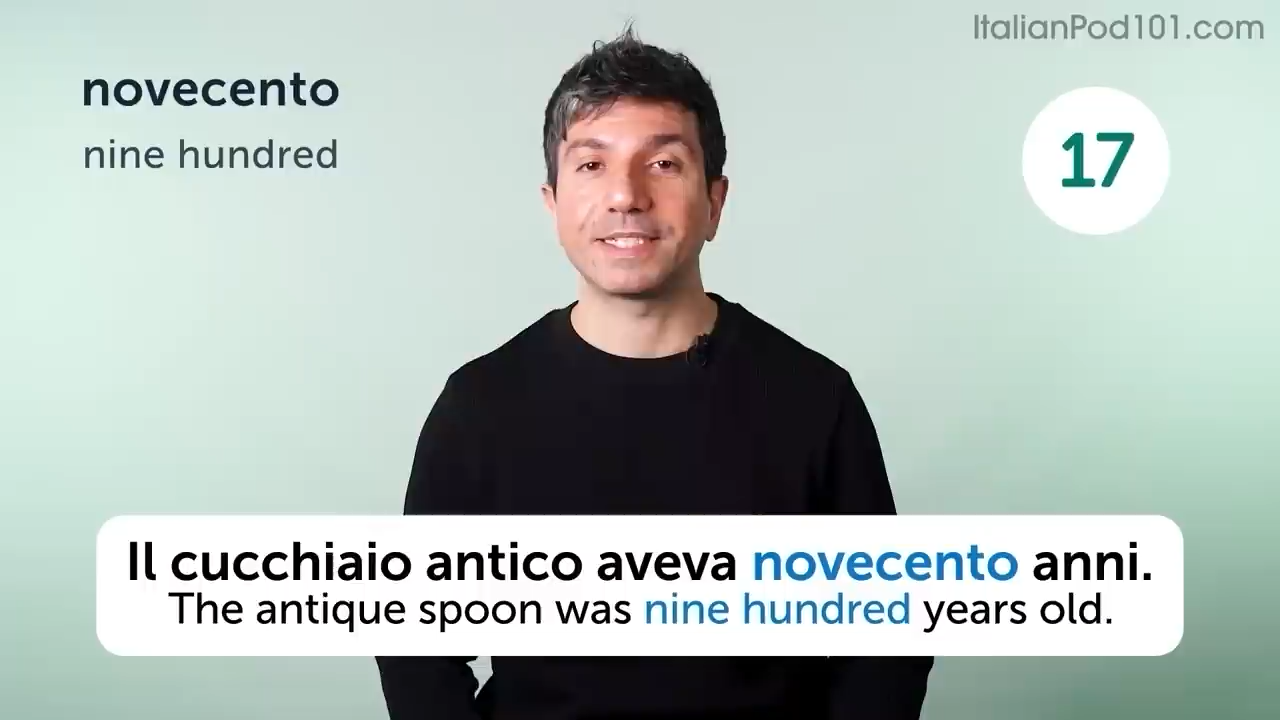 ItalianPod101.com
novecento
nine hundred
17
Il cucchiaio antico aveva novecento anni.
The antique spoon was nine hundred years old.